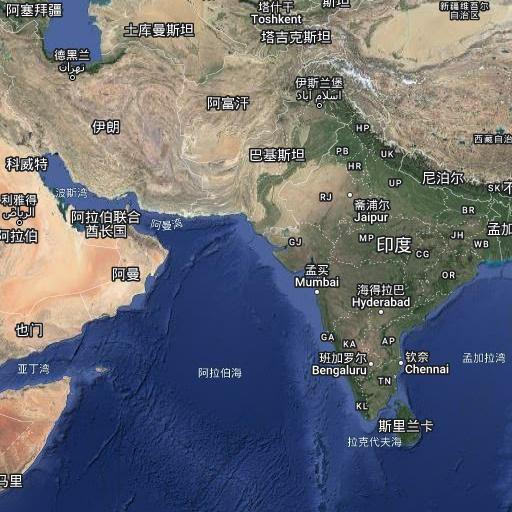 阿塞拜疆
塔什干
Toshkent
斯坦
新疆维吾尔
自治区
土库曼斯坦
塔吉克斯坦
德黑兰
تهران
伊斯兰堡
اسلام آباد
阿富汗
伊朗
HP
西藏自治
巴基斯坦
PB
UK
HR
科威特
尼泊尔
UP
SK
不
波斯湾
利雅得
الرياض
阿拉伯
RJ
斋浦尔
Jaipur
BR
阿拉伯联合
酋长国
阿曼湾
孟加
JH
WB
GJ
MP
印度
CG
阿曼
孟买
Mumbai
OR
海得拉巴
Hyderabad
也门
GA
KA
AP
亚丁湾
阿拉伯海
班加罗尔
Bengaluru
钦奈
Chennai
孟加拉湾
TN
KL
斯里兰卡
拉克代夫海
马里